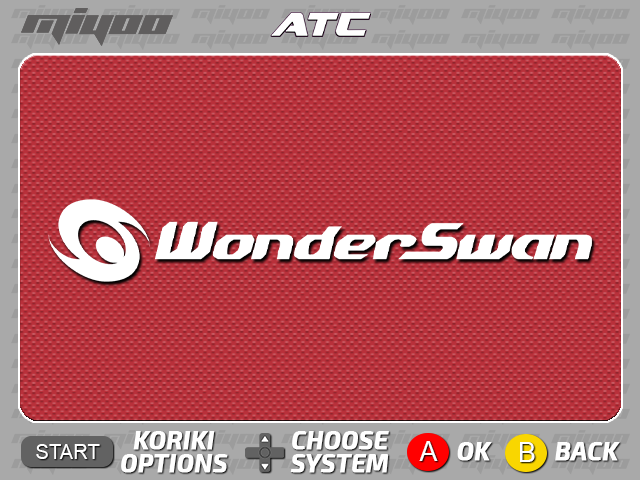 miyoo
ATC
WonderSwan
START
KORIKI
OPTIONS
CHOOSE
SYSTEM
A
OK
B
BACK